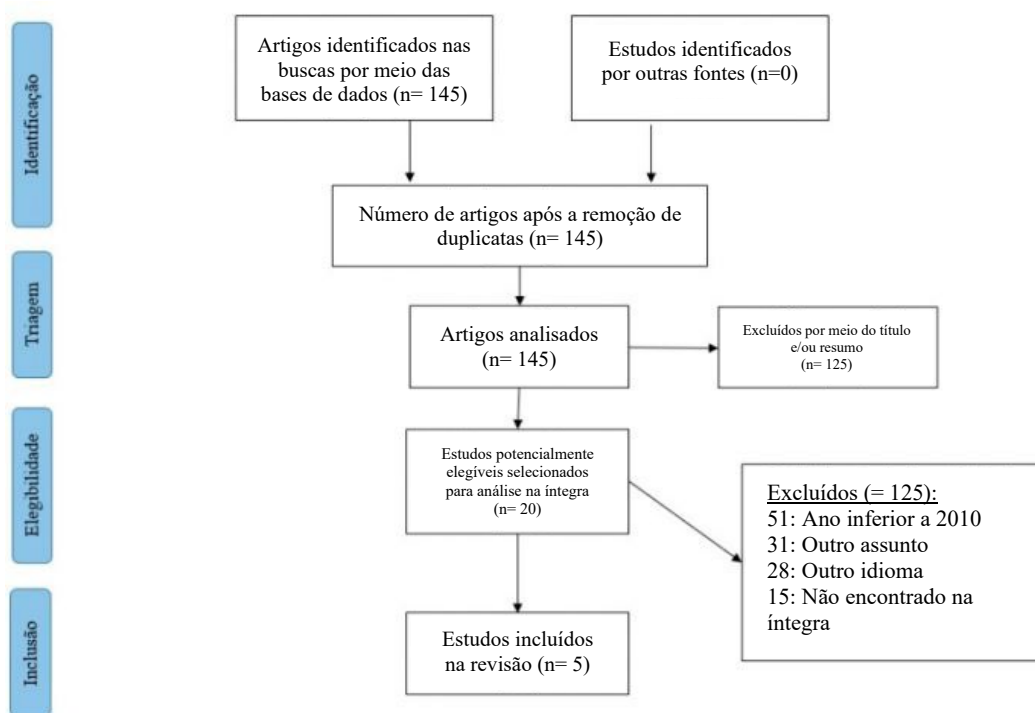 Identificação
Artigos identificados nas
buscas por meio das
bases de dados (n= 145)
Estudos identificados
por outras fontes (n=0)
Número de artigos após a remoção de
duplicatas (n= 145)
Triagem
Artigos analisados
(n= 145)
Excluídos por meio do título
e/ou resumo
(n= 125)
Elegibilidade
Estudos potencialmente
elegíveis selecionados
para análise na íntegra
(n= 20)
Excluídos (= 125):
51: Ano inferior a 2010
31: Outro assunto
28: Outro idioma
15: Não encontrado na
íntegra
Inclusão
Estudos incluídos
na revisão (n= 5)